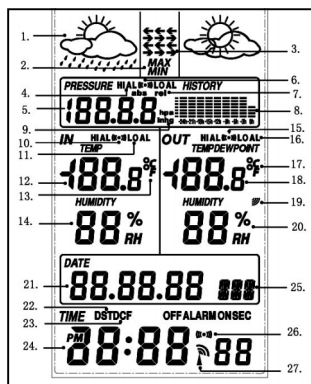 1.
2.
MAX
MIN
3.
4.
PRESSURE HI AL LO AL HISTORY
6.
abs rel
7.
5.
188.8.8
hpa
inHg
8.
9.
IN
HI AL LO AL
OUT
HI AL LO AL
15.
10.
16.
11.
TEMP
TEMP DEWPOINT
12.
-188.8
°C
°F
-188.8
°C
°F
17.
13.
18.
HUMIDITY
HUMIDITY
19.
14.
88 % RH
88 % RH
20.
DATE
21.
88.88.88
25.
22.
23.
TIME DST DCF OFF ALARM ON SEC
24.
PM
88:88
88
26.
27.